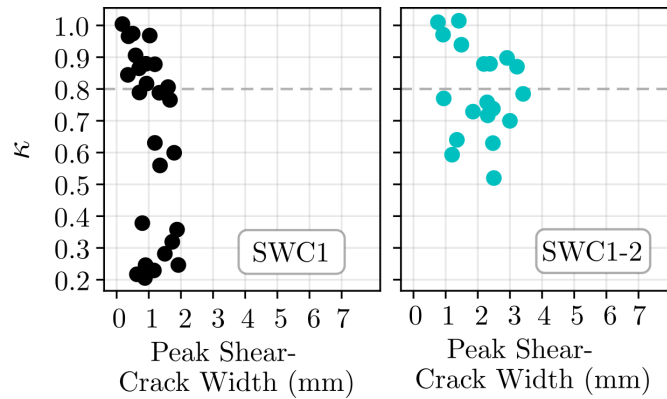 1.0
0.9
0.8
0.7
0.6
0.5
0.4
0.3
0.2
κ
SWC1
SWC1-2
0 1 2 3 4 5 6 7
0 1 2 3 4 5 6 7
Peak Shear-
Crack Width (mm)
Peak Shear-
Crack Width (mm)